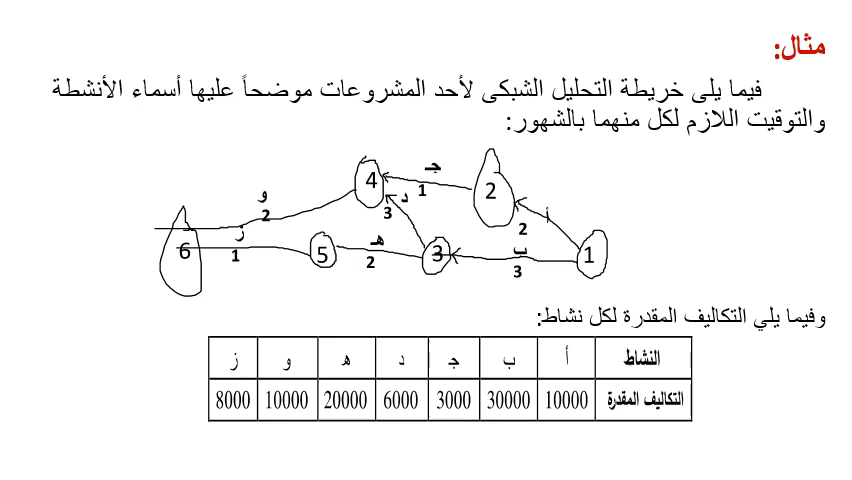 مثال:
فيما يلى خريطة التحليل الشبكى لأحد المشروعات موضحاً عليها أسماء الأنشطة
والتوقيت اللازم لكل منهما بالشهور:
جـ
1
4
2
و
2
د
3
أ
2
ز
1
هـ
2
ب
3
6
5
3
1
وفيما يلي التكاليف المقدرة لكل نشاط:
النشاط أ ب ج د ه و ز
التكاليف المقدرة 10000 30000 3000 6000 20000 10000 8000